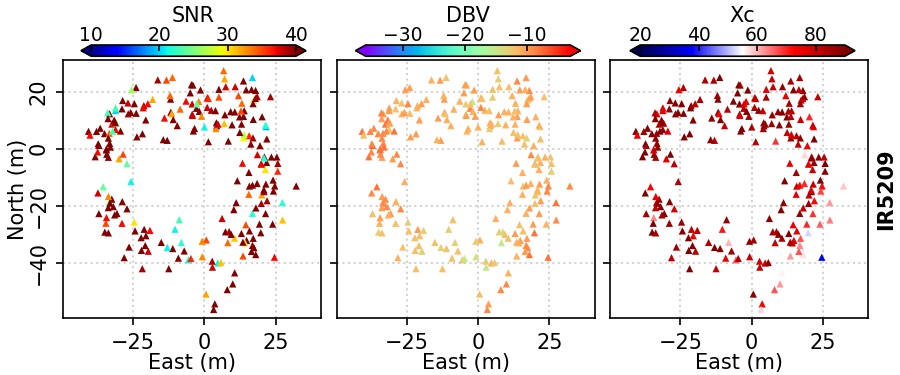 SNR DBV Xc
10 20 30 40 −30 −20 −10 20 40 60 80
20
0
−20
−40
North (m)
IR5209
−25 0 25 −25 0 25 −25 0 25
East (m) East (m) East (m)